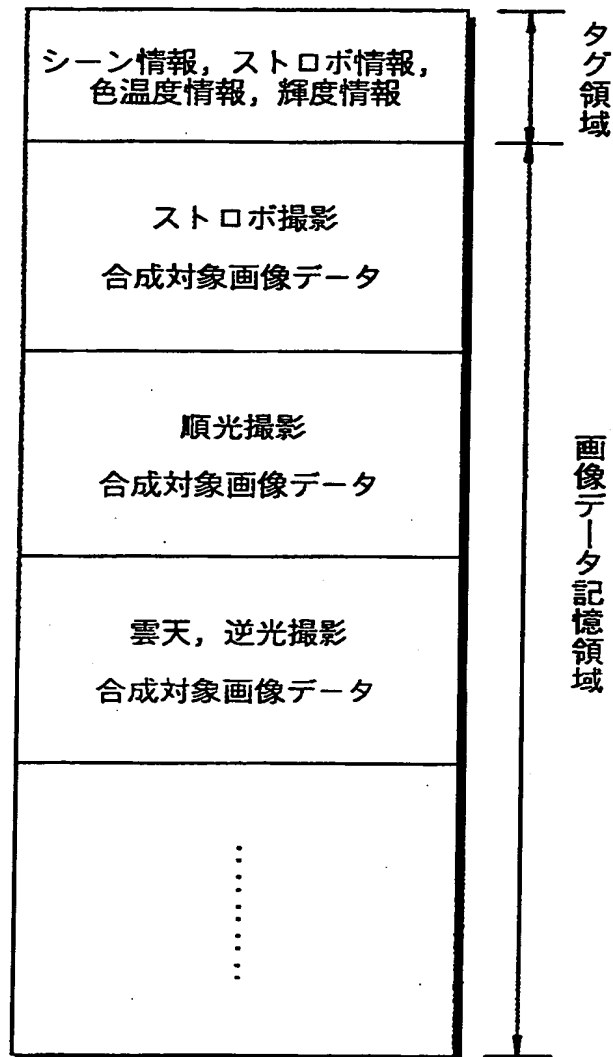 シーン情報，ストロボ情報，
色温度情報，輝度情報
タグ領域
ストロボ撮影
合成対象画像データ
順光撮影
合成対象画像データ
雲天，逆光撮影
合成対象画像データ
画像データ記憶領域